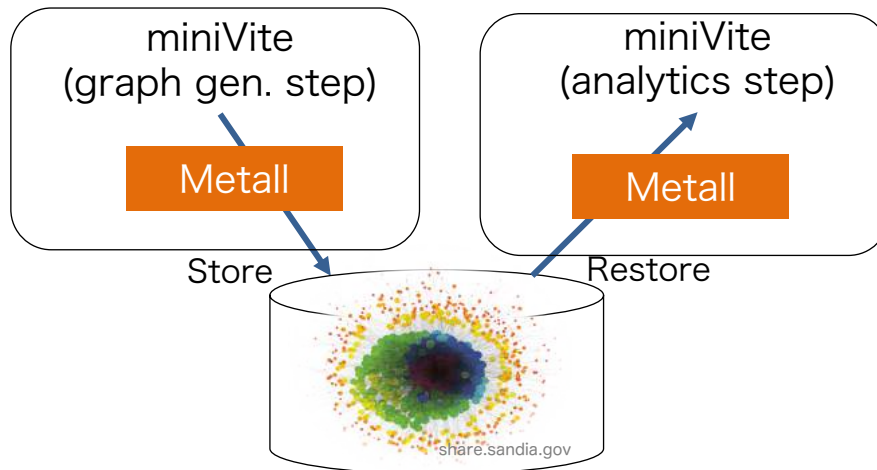 miniVite
(graph gen. step)
Metall
miniVite
(analytics step)
Metall
Store
Restore
share.sandia.gov